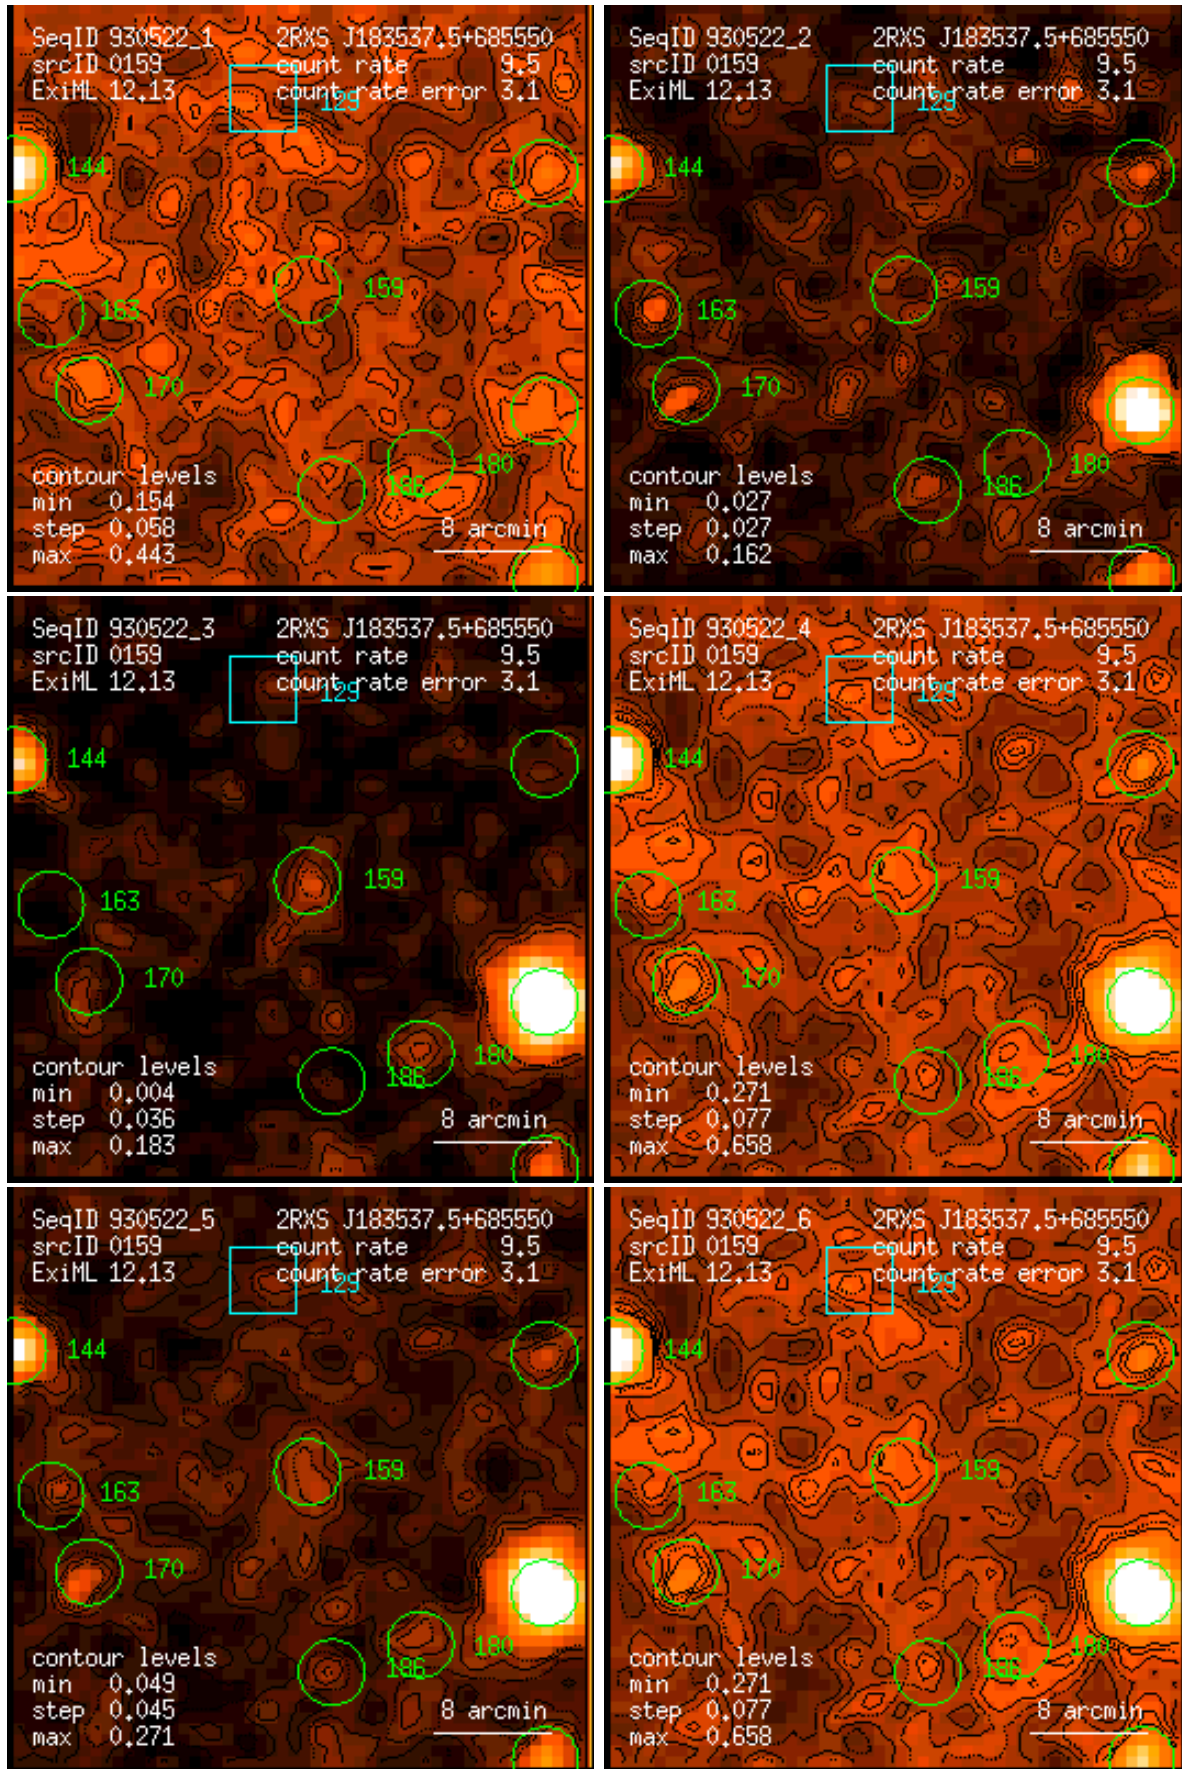 SeqID 930522_1 2RXS J183537.5+685550
srcID 0159 count rate 9.5
ExiML 12.13 count rate error 3.1
129
144
159
163
170
180
186
contour levels
min 0.154
step 0.058
max 0.443
8 arcmin
SeqID 930522_2 2RXS J183537.5+685550
srcID 0159 count rate 9.5
ExiML 12.13 count rate error 3.1
129
144
159
163
170
180
186
contour levels
min 0.027
step 0.027
max 0.162
8 arcmin
SeqID 930522_3 2RXS J183537.5+685550
srcID 0159 count rate 9.5
ExiML 12.13 count rate error 3.1
129
144
159
163
170
180
186
contour levels
min 0.004
step 0.036
max 0.183
8 arcmin
SeqID 930522_4 2RXS J183537.5+685550
srcID 0159 count rate 9.5
ExiML 12.13 count rate error 3.1
129
144
159
163
170
180
186
contour levels
min 0.271
step 0.077
max 0.658
8 arcmin
SeqID 930522_5 2RXS J183537.5+685550
srcID 0159 count rate 9.5
ExiML 12.13 count rate error 3.1
129
144
159
163
170
180
186
contour levels
min 0.049
step 0.045
max 0.271
8 arcmin
SeqID 930522_6 2RXS J183537.5+685550
srcID 0159 count rate 9.5
ExiML 12.13 count rate error 3.1
129
144
159
163
170
180
186
contour levels
min 0.271
step 0.077
max 0.658
8 arcmin